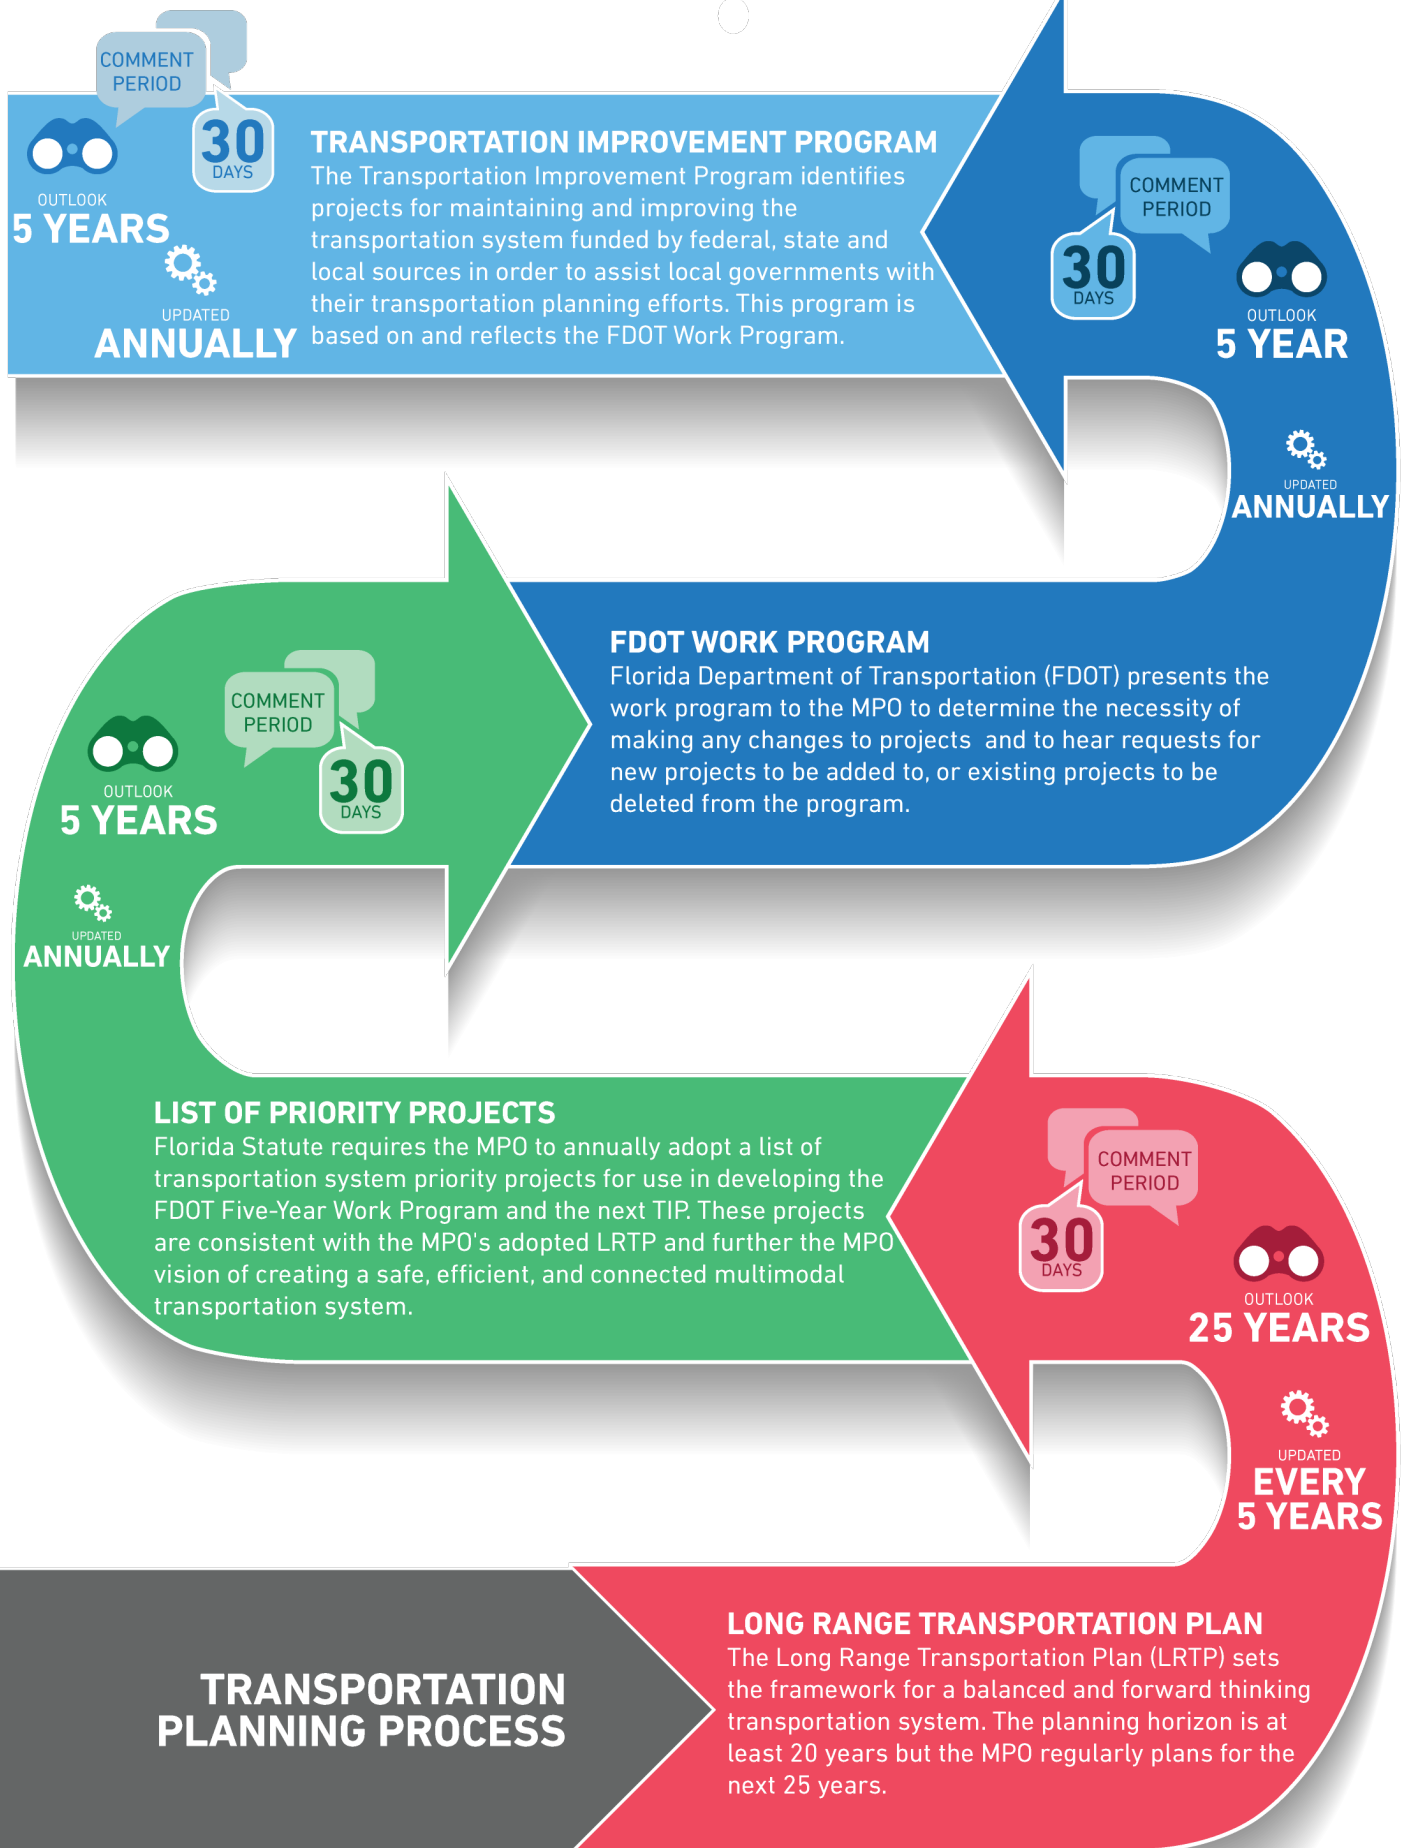 COMMENT
PERIOD
30
DAYS
OUTLOOK
5 YEARS
UPDATED
ANNUALLY
TRANSPORTATION IMPROVEMENT PROGRAM
The Transportation Improvement Program identifies
projects for maintaining and improving the
transportation system funded by federal, state and
local sources in order to assist local governments with
their transportation planning efforts. This program is
based on and reflects the FDOT Work Program.
COMMENT
PERIOD
30
DAYS
OUTLOOK
5 YEAR
UPDATED
ANNUALLY
FDOT WORK PROGRAM
Florida Department of Transportation (FDOT) presents the
work program to the MPO to determine the necessity of
making any changes to projects  and to hear requests for
new projects to be added to, or existing projects to be
deleted from the program.
COMMENT
PERIOD
30
DAYS
OUTLOOK
5 YEARS
UPDATED
ANNUALLY
LIST OF PRIORITY PROJECTS
Florida Statute requires the MPO to annually adopt a list of
transportation system priority projects for use in developing the
FDOT Five-Year Work Program and the next TIP. These projects
are consistent with the MPO's adopted LRTP and further the MPO
vision of creating a safe, efficient, and connected multimodal
transportation system.
COMMENT
PERIOD
30
DAYS
OUTLOOK
25 YEARS
UPDATED
EVERY
5 YEARS
LONG RANGE TRANSPORTATION PLAN
The Long Range Transportation Plan (LRTP) sets
the framework for a balanced and forward thinking
transportation system. The planning horizon is at
least 20 years but the MPO regularly plans for the
next 25 years.
TRANSPORTATION
PLANNING PROCESS